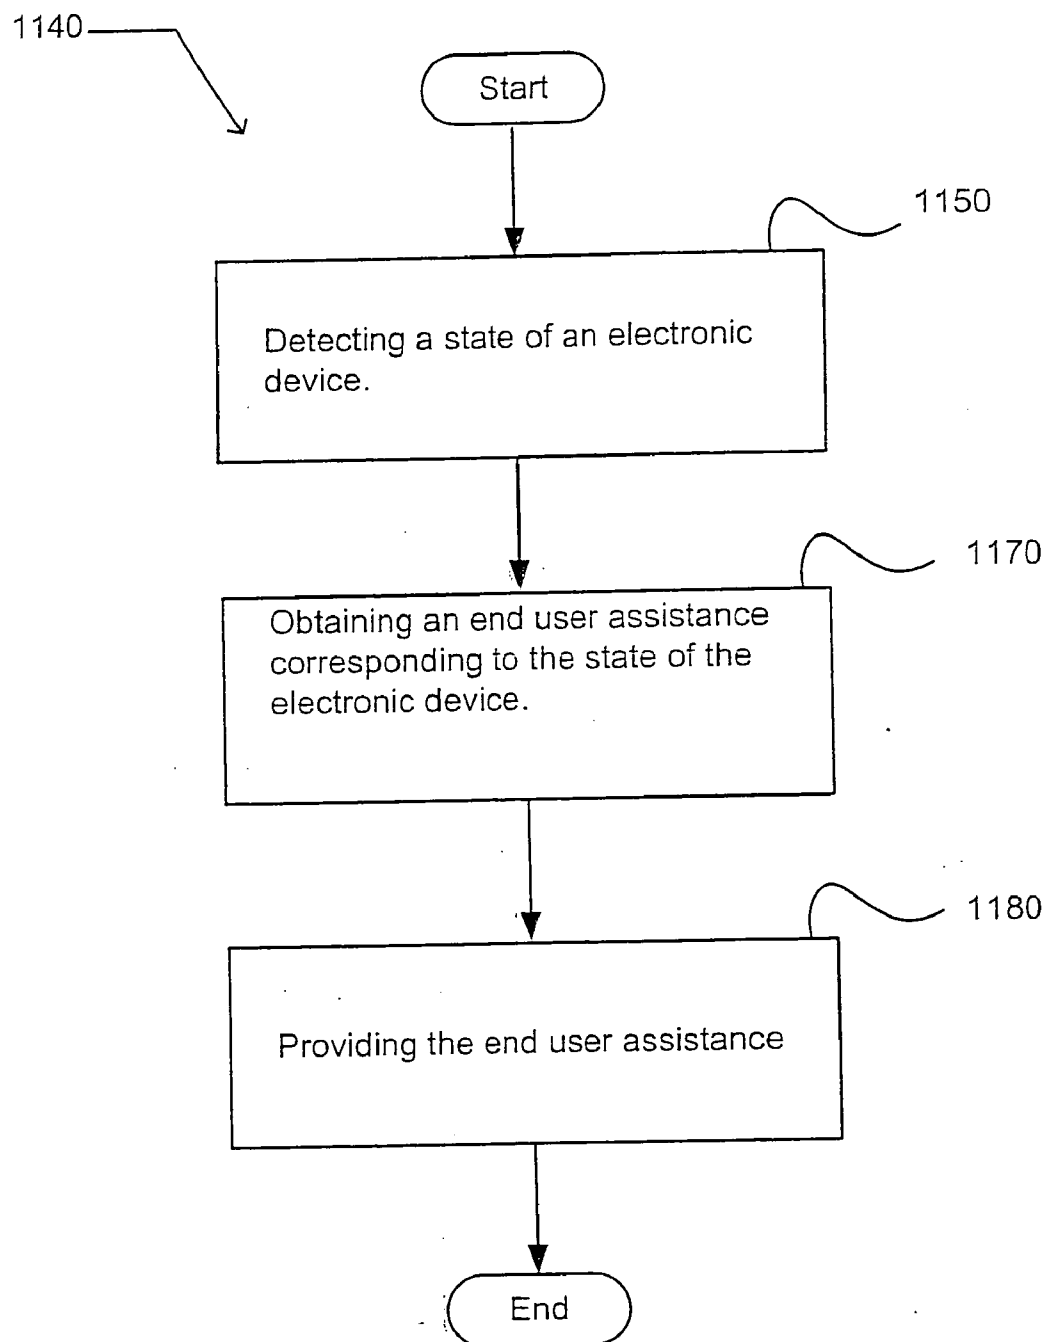 1140
Start
1150
Detecting a state of an electronic
device.
1170
Obtaining an end user assistance
corresponding to the state of the
electronic device.
1180
Providing the end user assistance
End